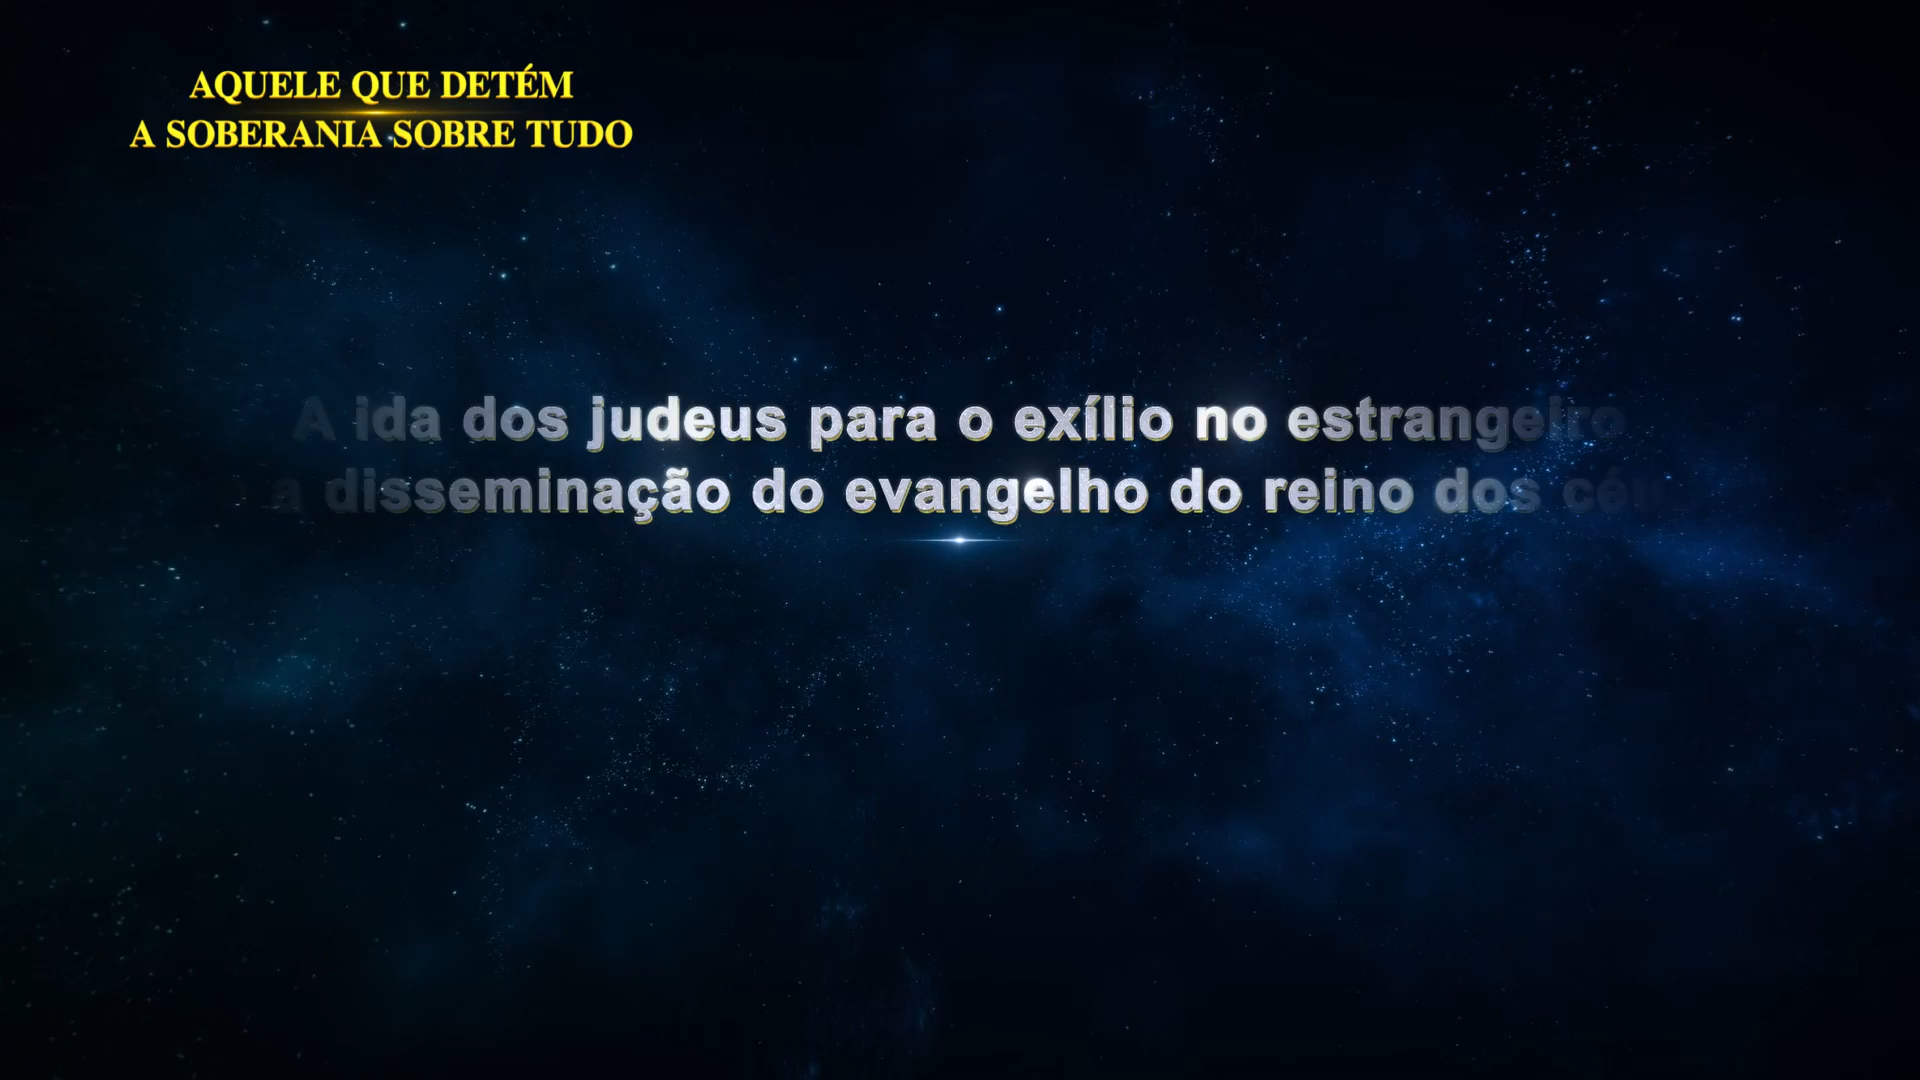 AQUELE QUE DETÉM
A SOBERANIA SOBRE TUDO
A ida dos judeus para o exílio no estrangeiro
a disseminação do evangelho do reino dos